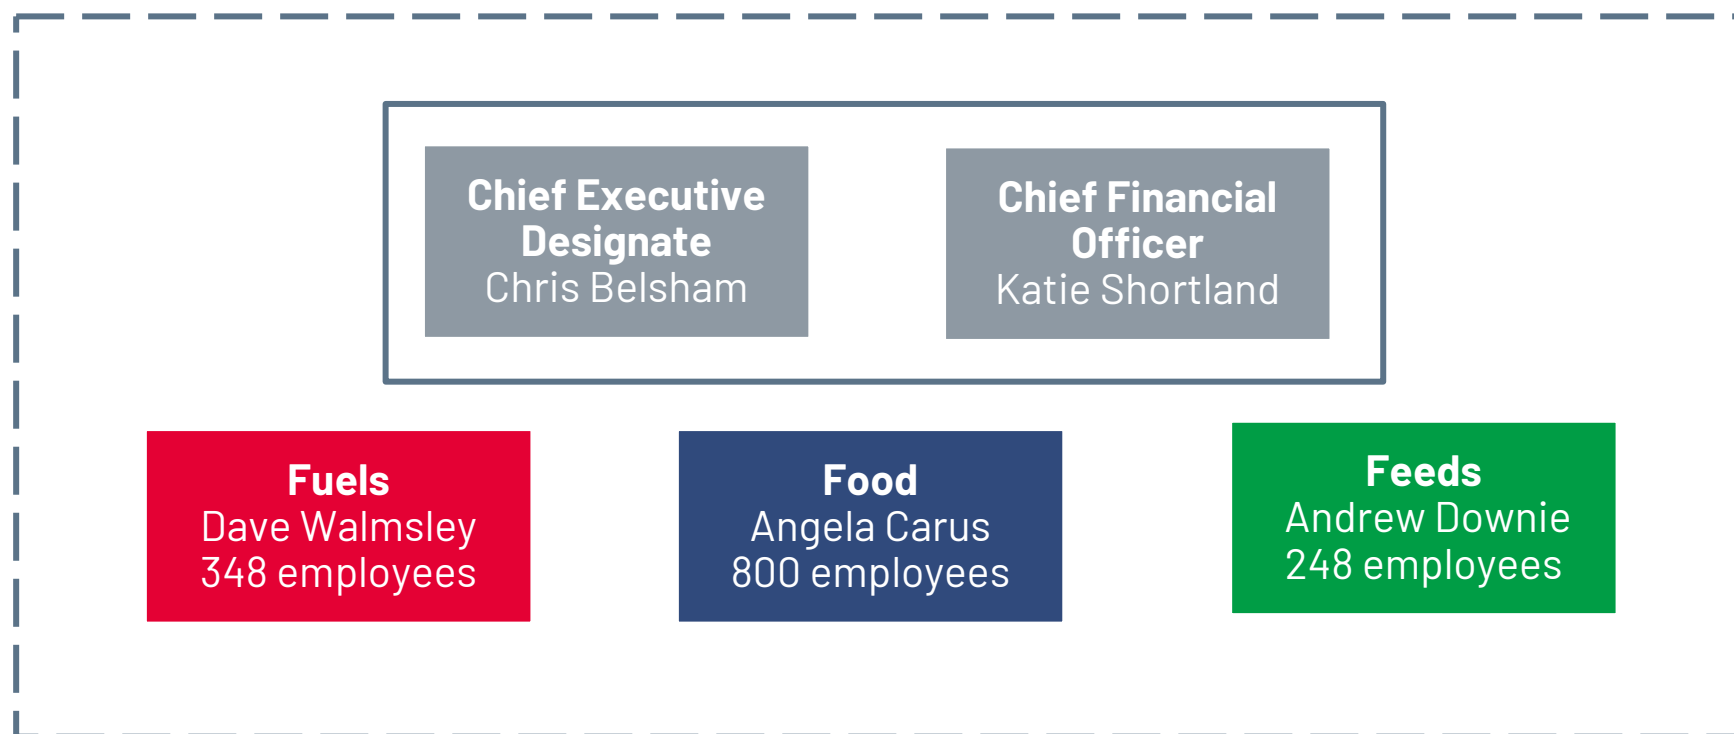 Chief Executive
Designate
Chris Belsham
Chief Financial
Officer
Katie Shortland
Fuels
Dave Walmsley
348 employees
Food
Angela Carus
800 employees
Feeds
Andrew Downie
248 employees